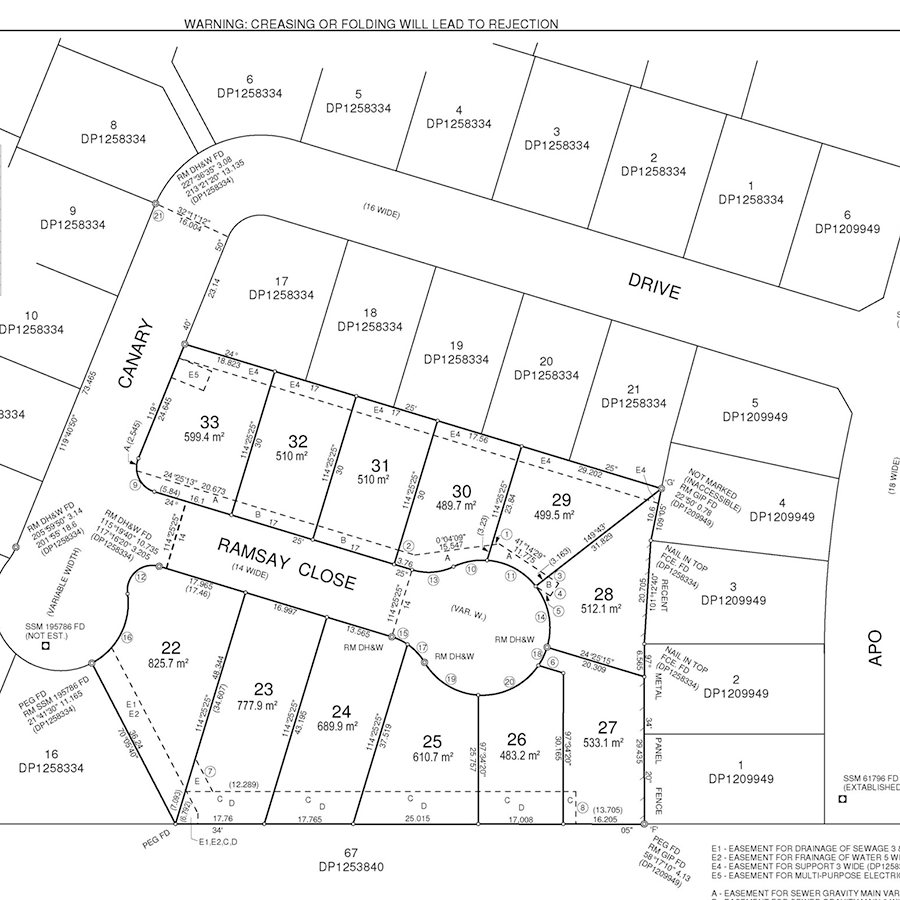 WARNING: CREASING OR FOLDING WILL LEAD TO REJECTION
6
DP1258334
5
DP1258334
4
DP1258334
3
DP1258334
2
DP1258334
1
DP1258334
6
DP1209949
8
DP1258334
RM DH&W FD
227°36'35" 3.08
213°21'20" 13.135
(DP1258334)
9
DP1258334
21
32°11'12"
16.004
(16 WIDE)
DRIVE
50"
23.14
40'
17
DP1258334
18
DP1258334
19
DP1258334
20
DP1258334
21
DP1258334
5
DP1209949
10
DP1258334
CANARY
73.465
119°40'50"
24°
18.823
E4
E4
17
E4
17
25'
E4
17.56
E4
29.202
25"
E4
'G'
E5
119°
24.645
A (2.545)
33
599.4 m²
114°25'25"
30
32
510 m²
114°25'25"
30
31
510 m²
114°25'25"
30
30
489.7 m²
114°25'25"
23.84
(3.23)
29
499.5 m²
149°43'
31.829
NOT MARKED
(INACCESSIBLE)
RM GIP FD
22°50' 0.78
(DP1209949)
4
DP1209949
(18 WIDE)
9
24°25'13" 20.673
(5.84)
16.1
A
24°
B
17
25'
B
17
3.76
25"
2
0°04'09"
15.547
A
1
41°14'29"
11.775
A
(3.163)
13
10
11
3
B
4
5
14
10.6
109°05'
RM DH&W FD
205°59'50" 3.14
201°55' 18.6
(DP1258334)
RM DH&W FD
115°19'40" 10.735
117°16'20" 3.205
(DP1258334)
114°25'25"
14
RAMSAY CLOSE
(14 WIDE)
NAIL IN TOP
FCE. FD
(DP1258334)
3
DP1209949
28
512.1 m²
20.705
101°12'40"
RECENT
(VARIABLE WIDTH)
12
17.965
(17.46)
16.997
13.565
114°25'25"
14
15
17
(VAR. W.)
RM DH&W
RM DH&W
RM DH&W
18
6
24°25'15"
20.309
6.565
97°
SSM 195786 FD
(NOT EST.)
16
22
825.7 m²
114°25'25"
48.344
(34.607)
23
777.9 m²
114°25'25"
43.196
24
689.9 m²
114°25'25"
37.519
19
20
25
610.7 m²
97°34'20"
25.757
26
483.2 m²
97°34'20"
30.165
27
533.1 m²
34'
29.435
20"
METAL
PANEL
FENCE
NAIL IN TOP
FCE. FD
(DP1258334)
2
DP1209949
APO
PEG FD
RM SSM 195786 FD
21°41'30" 11.165
(DP1258334)
E1
E2
36.24
70°05'40"
16
DP1258334
7
E
(12.289)
C
D
C
D
C
D
C
8
(13.705)
(7.093)
(6.792)
17.76
17.765
25.015
17.008
16.205
34'
05"
'F'
PEG FD
E1,E2,C,D
1
DP1209949
SSM 61796 FD
(EXTABLISHED
67
DP1253840
PEG FD
RM GIP FD
58°17'10" 4.13
(DP1209949)
E1 - EASEMENT FOR DRAINAGE OF SEWAGE 3
E2 - EASEMENT FOR FRAINAGE OF WATER 5
E4 - EASEMENT FOR SUPPORT 3 WIDE
E5 - EASEMENT FOR MULTI-PURPOSE
A - EASEMENT FOR SEWER GRAVITY MAIN